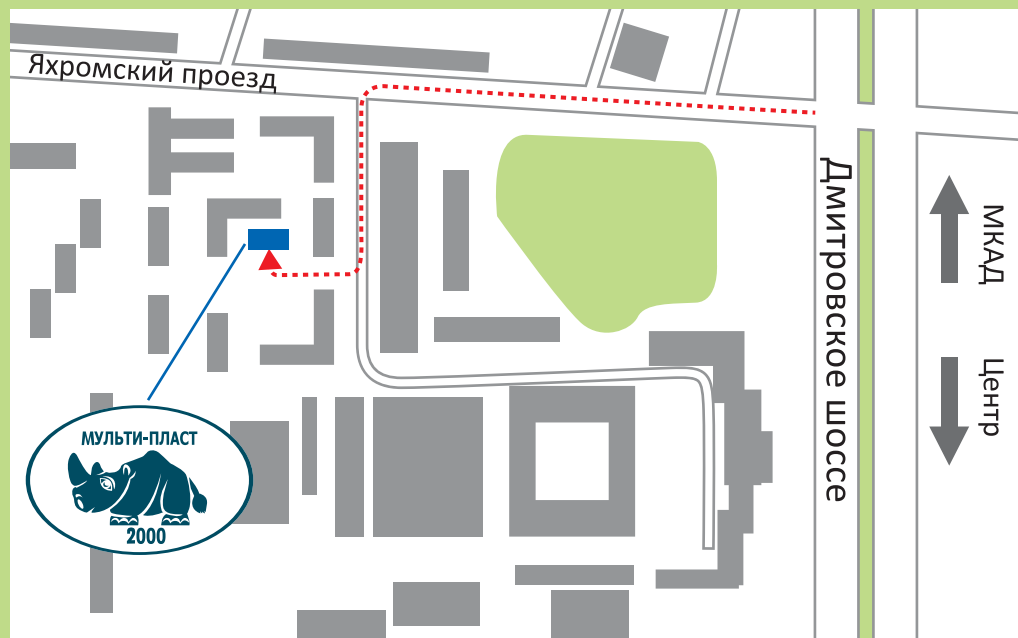 Яхромский проезд
Дмитровское шоссе
МКАД
Центр
МУЛЬТИ-ПЛАСТ
2000